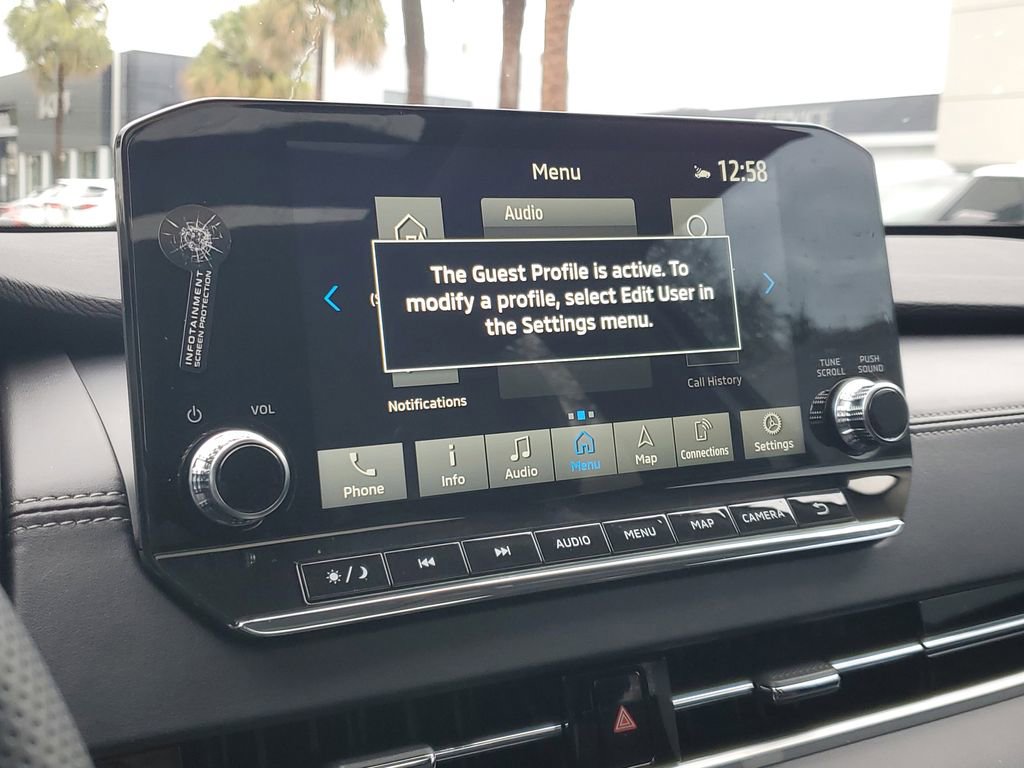 KIA
SERVICE
Menu
12:58
Audio
The Guest Profile is active. To
modify a profile, select Edit User in
the Settings menu.
Notifications
Call History
INFOTAINMENT
SCREEN PROTECTION
VOL
TUNE
SCROLL
PUSH
SOUND
Phone
Info
Audio
Menu
Map
Connections
Settings
AUDIO
MENU
MAP
CAMERA